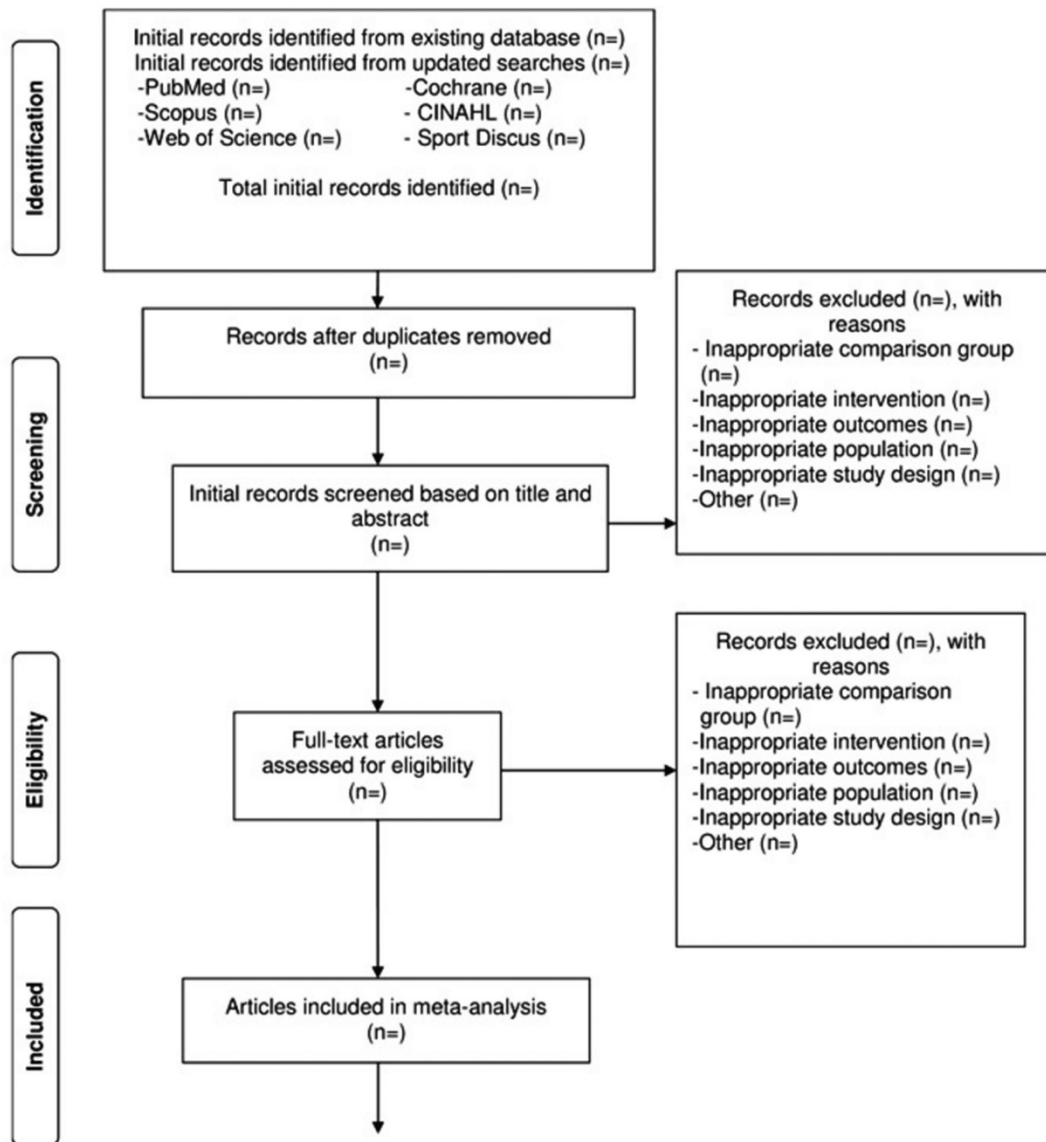 Identification
Initial records identified from existing database (n=)
Initial records identified from updated searches (n=)
-PubMed (n=) -Cochrane (n=)
-Scopus (n=) - CINAHL (n=)
-Web of Science (n=) - Sport Discus (n=)
Total initial records identified (n=)
Screening
Records after duplicates removed
(n=)
Initial records screened based on title and
abstract
(n=)
Records excluded (n=), with
reasons
- Inappropriate comparison group
(n=)
-Inappropriate intervention (n=)
-Inappropriate outcomes (n=)
-Inappropriate population (n=)
-Inappropriate study design (n=)
-Other (n=)
Eligibility
Full-text articles
assessed for eligibility
(n=)
Records excluded (n=), with
reasons
- Inappropriate comparison
group (n=)
-Inappropriate intervention (n=)
-Inappropriate outcomes (n=)
-Inappropriate population (n=)
-Inappropriate study design (n=)
-Other (n=)
Included
Articles included in meta-analysis
(n=)